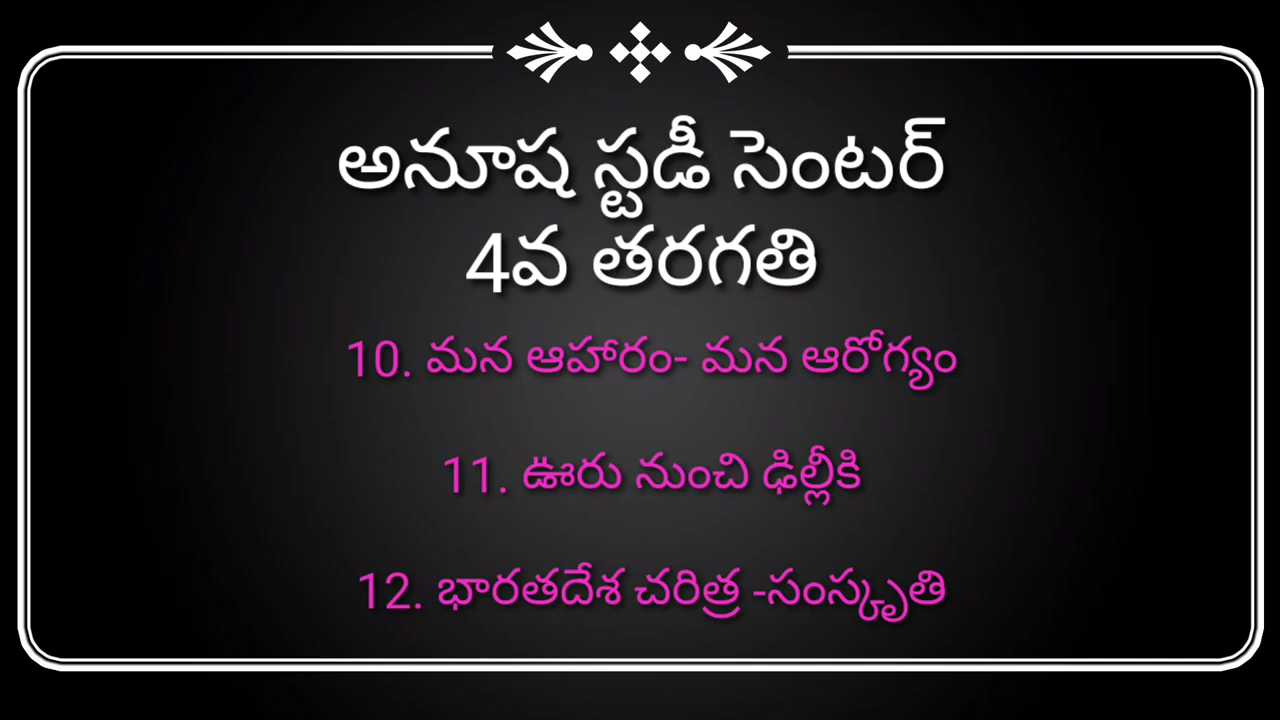 అనూష స్టడీ సెంటర్
4వ తరగతి
10. మన ఆహారం- మన ఆరోగ్యం
11. ఊరు నుంచి ఢిల్లీకి
12. భారతదేశ చరిత్ర -సంస్కృతి